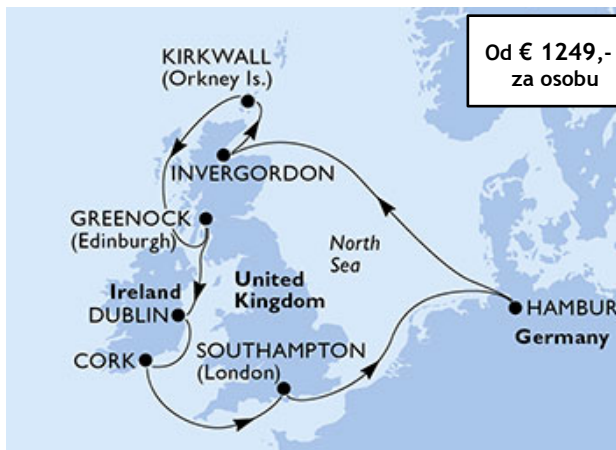 Od € 1249,-
za osobu
KIRKWALL
(Orkney Is.)
INVERGORDON
GREENOCK
(Edinburgh)
North
Sea
United
Kingdom
Ireland
DUBLIN
CORK
SOUTHAMPTON
(London)
HAMBUR
Germany